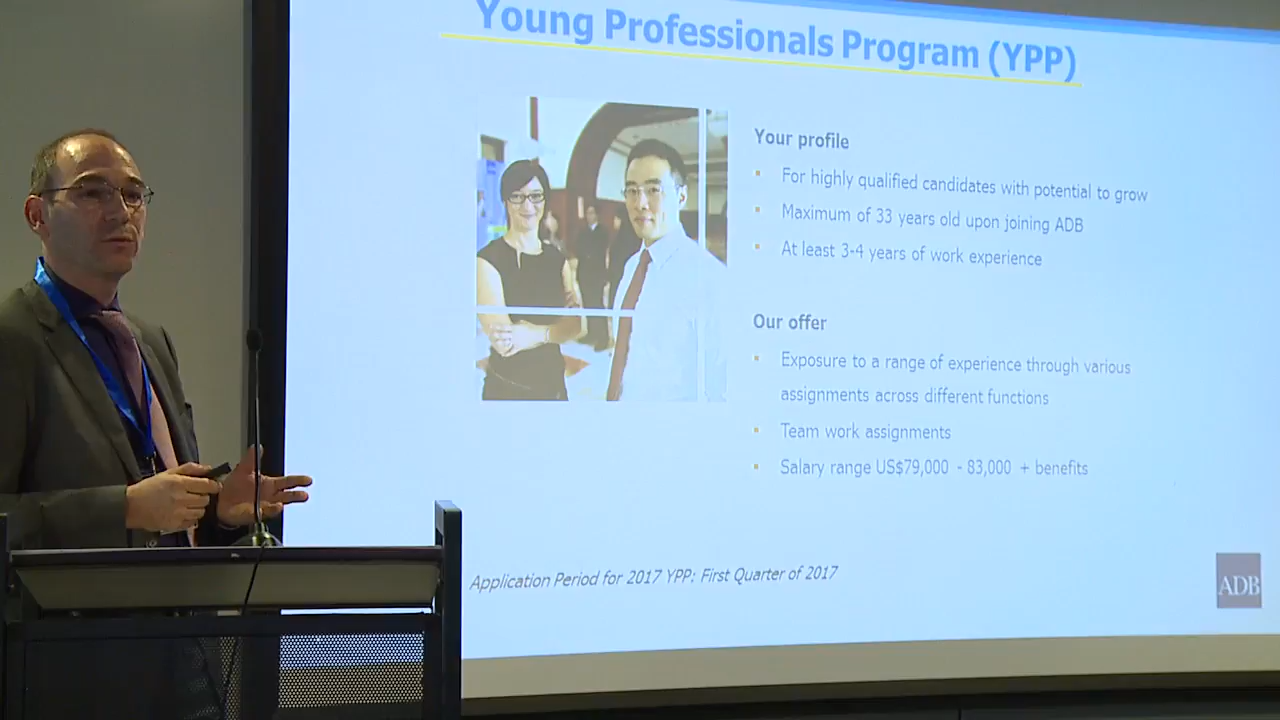 Young Professionals Program (YPP)
Your profile
For highly qualified candidates with potential to grow
Maximum of 33 years old upon joining ADB
At least 3-4 years of work experience
Our offer
Exposure to a range of experience through various
assignments across different functions
Team work assignments
Salary range US$79,000 - 83,000 + benefits
Application Period for 2017 YPP: First Quarter of 2017
ADB